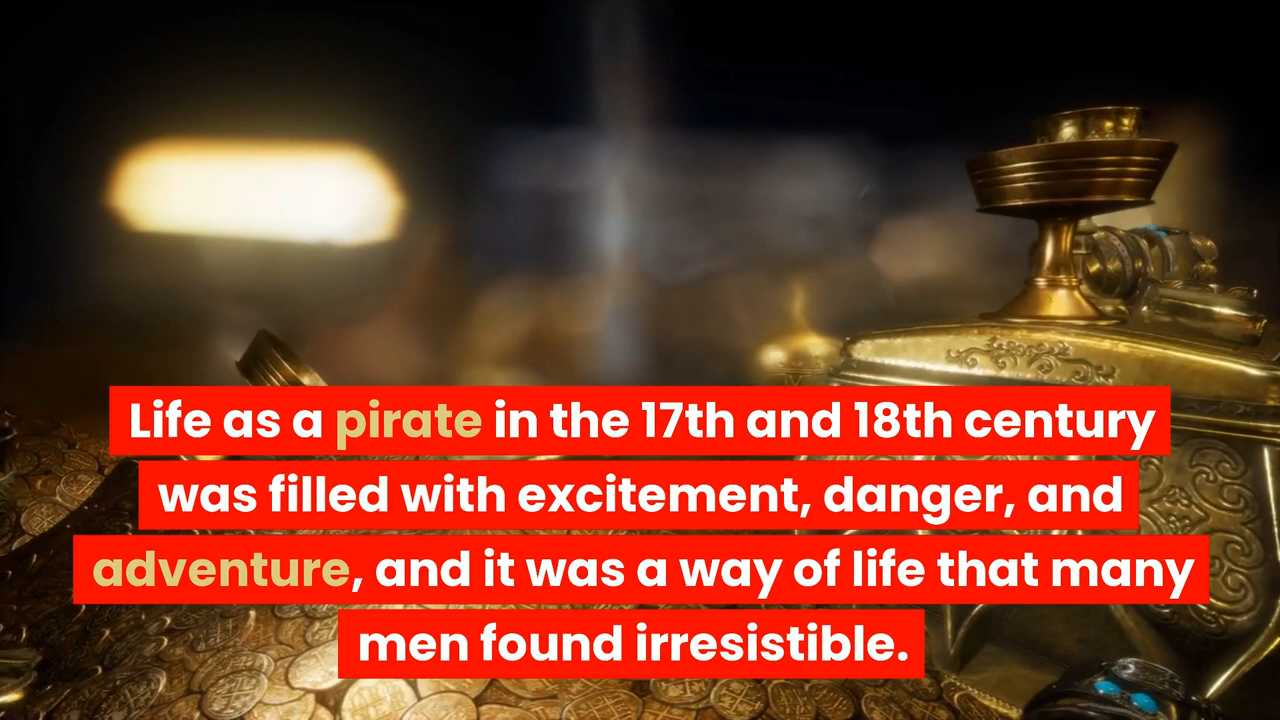 Life as a pirate in the 17th and 18th century
was filled with excitement, danger, and
adventure, and it was a way of life that many
men found irresistible.